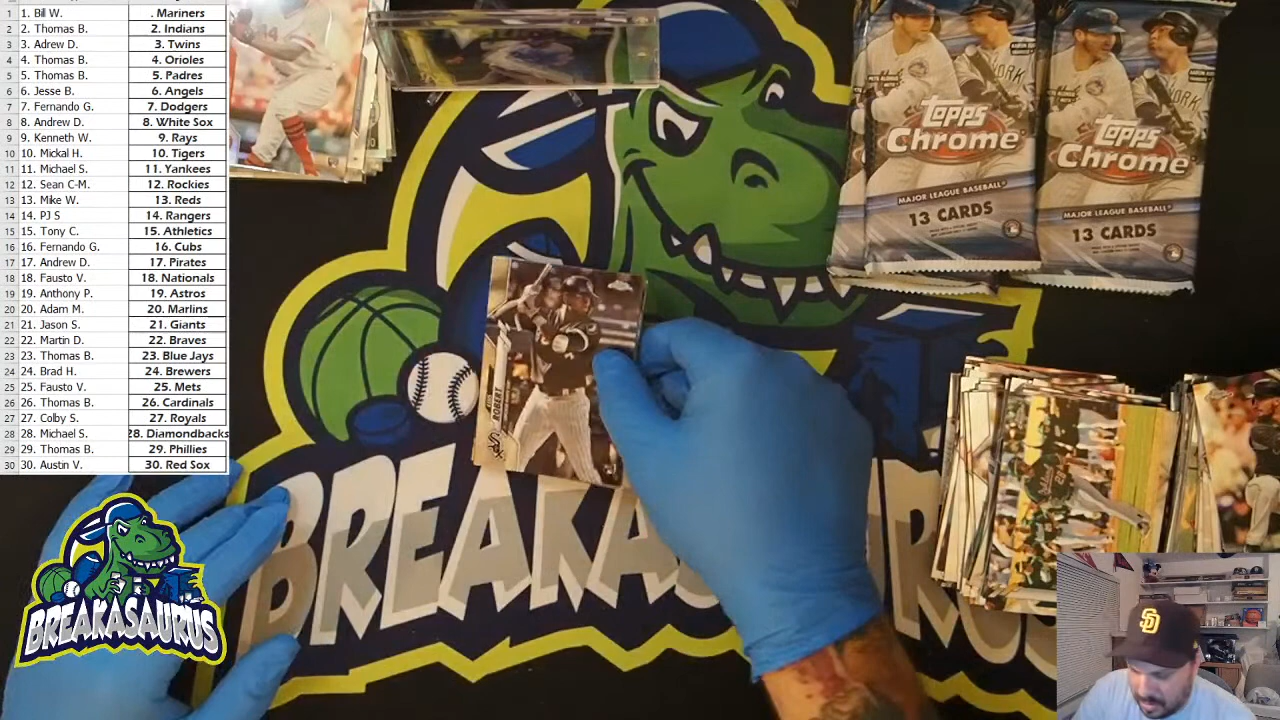 1 1. Bill W. . Mariners
2 2. Thomas B. 2. Indians
3 3. Adrew D. 3. Twins
4 4. Thomas B. 4. Orioles
5 5. Thomas B. 5. Padres
6 6. Jesse B. 6. Angels
7 7. Fernando G. 7. Dodgers
8 8. Andrew D. 8. White Sox
9 9. Kenneth W. 9. Rays
10 10. Mickal H. 10. Tigers
11 11. Michael S. 11. Yankees
12 12. Sean C-M. 12. Rockies
13 13. Mike W. 13. Reds
14 14. PJ S 14. Rangers
15 15. Tony C. 15. Athletics
16 16. Fernando G. 16. Cubs
17 17. Andrew D. 17. Pirates
18 18. Fausto V. 18. Nationals
19 19. Anthony P. 19. Astros
20 20. Adam M. 20. Marlins
21 21. Jason S. 21. Giants
22 22. Martin D. 22. Braves
23 23. Thomas B. 23. Blue Jays
24 24. Brad H. 24. Brewers
25 25. Fausto V. 25. Mets
26 26. Thomas B. 26. Cardinals
27 27. Colby S. 27. Royals
28 28. Michael S. 28. Diamondbacks
29 29. Thomas B. 29. Phillies
30 30. Austin V. 30. Red Sox
Topps
Chrome
MAJOR LEAGUE BASEBALL
13 CARDS
Topps
Chrome
MAJOR LEAGUE BASEBALL
13 CARDS
ROBERT
Sox
BREAKASAURUS
BREAKASAURUS
SD